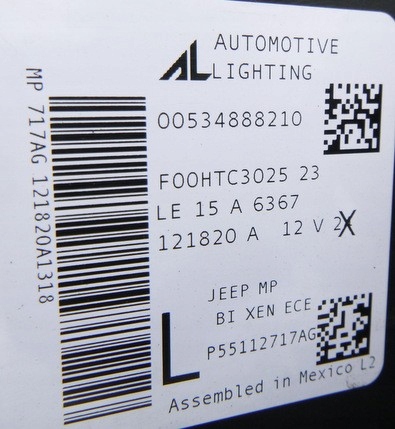 AL AUTOMOTIVE
LIGHTING
00534888210
F00HTC3025 23
LE 15 A 6367
121820 A 12 V 2X
JEEP MP
BI XEN ECE
L
P55112717AG
Assembled in Mexico L2
MP 717AG 121820A1318